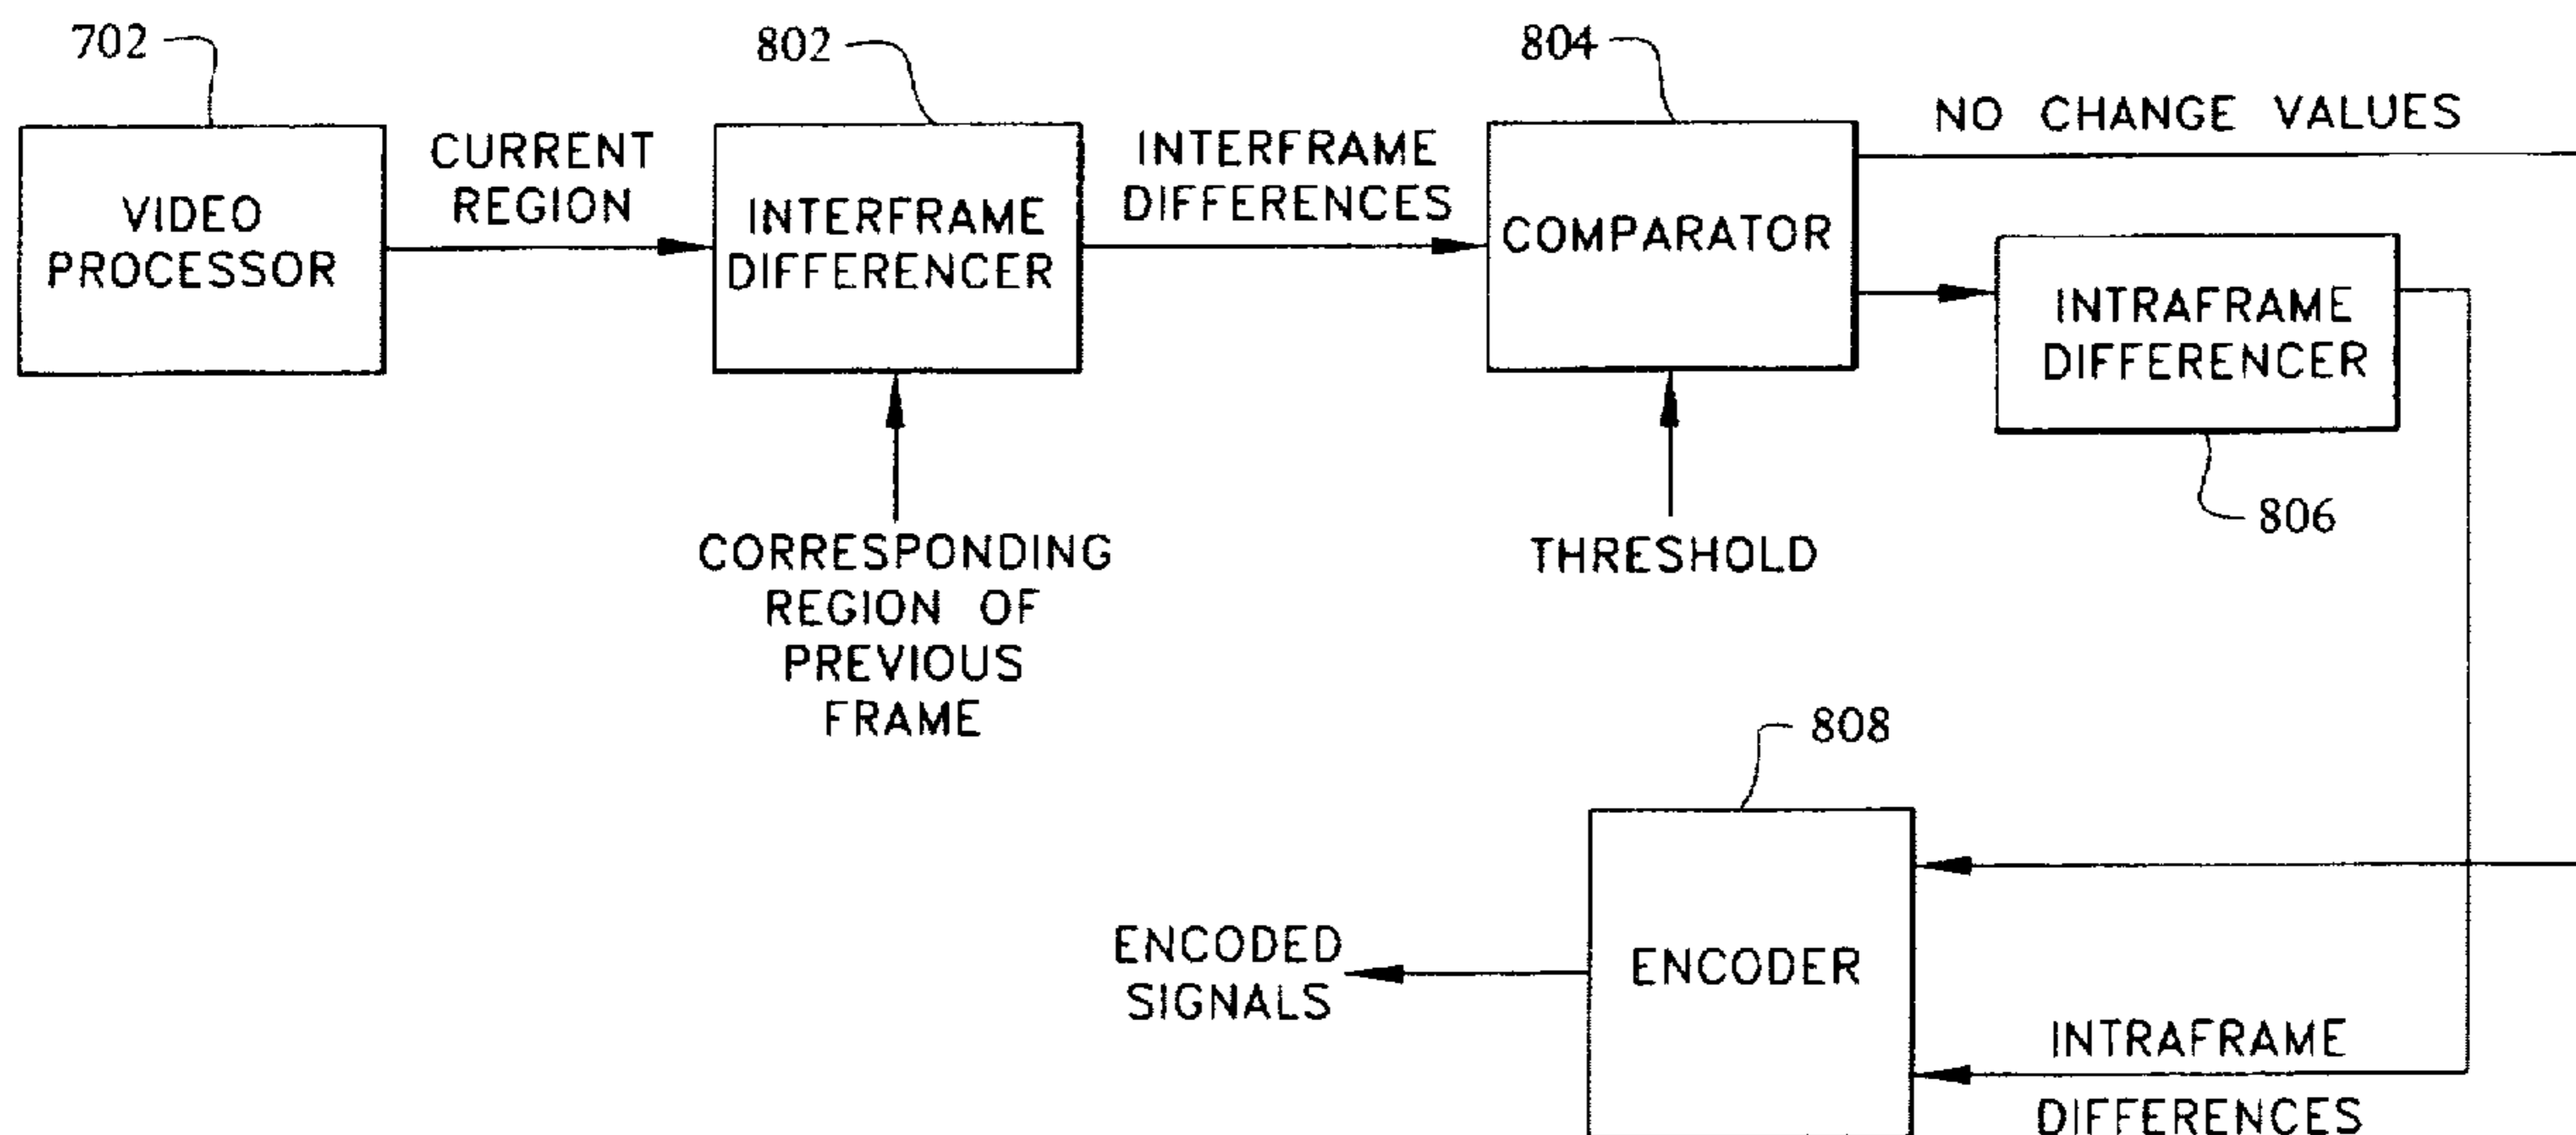 702
802
804
NO CHANGE VALUES
VIDEO
PROCESSOR
CURRENT
REGION
INTERFRAME
DIFFERENCER
INTERFRAME
DIFFERENCES
COMPARATOR
INTRAFRAME
DIFFERENCER
806
CORRESPONDING
REGION OF
PREVIOUS
FRAME
THRESHOLD
808
ENCODER
ENCODED
SIGNALS
INTRAFRAME
DIFFERENCES